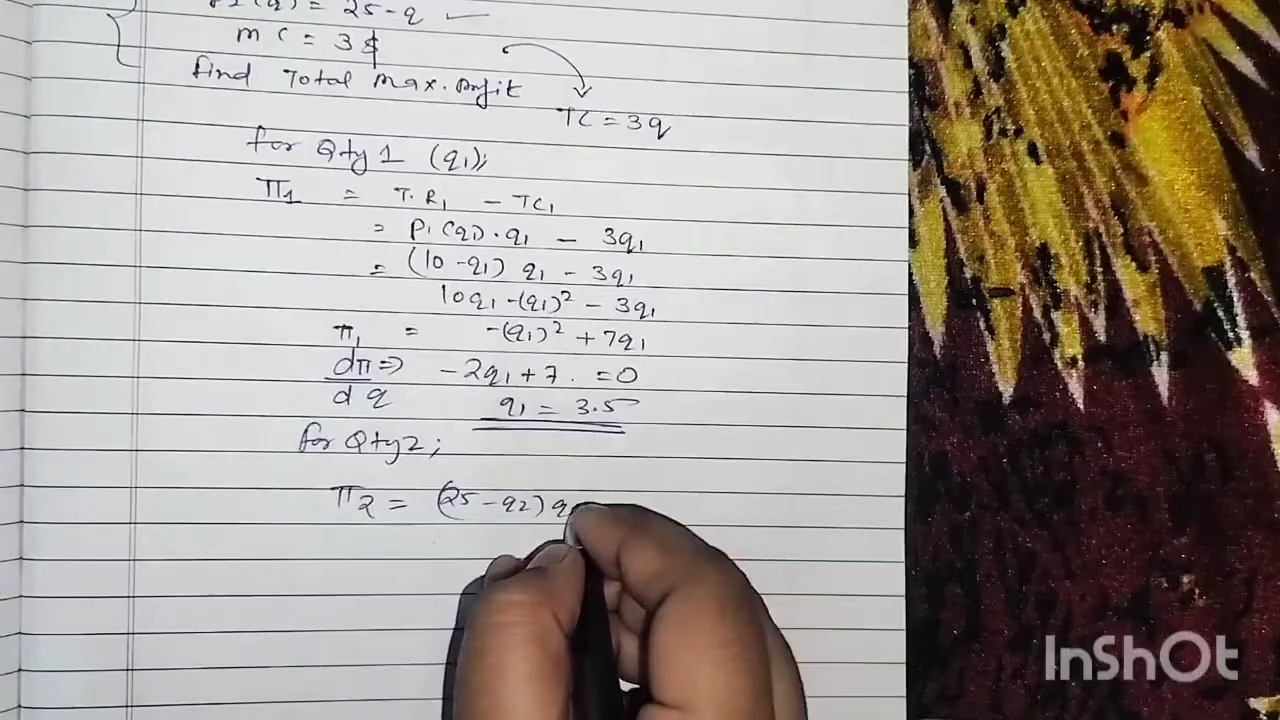 P2(q) = 25-q
mc = 3$
find Total max. profit
TC = 3q
for Qty 1 (q1);
π1 = T.R1 - TC1
= P1(q1).q1 - 3q1
= (10-q1) q1 - 3q1
10q1 -(q1)² - 3q1
π1 = -(q1)² + 7q1
dπ => -2q1+7. =0
dq q1 = 3.5
for Qty2;
π2 = (25-q2)q
InShOt